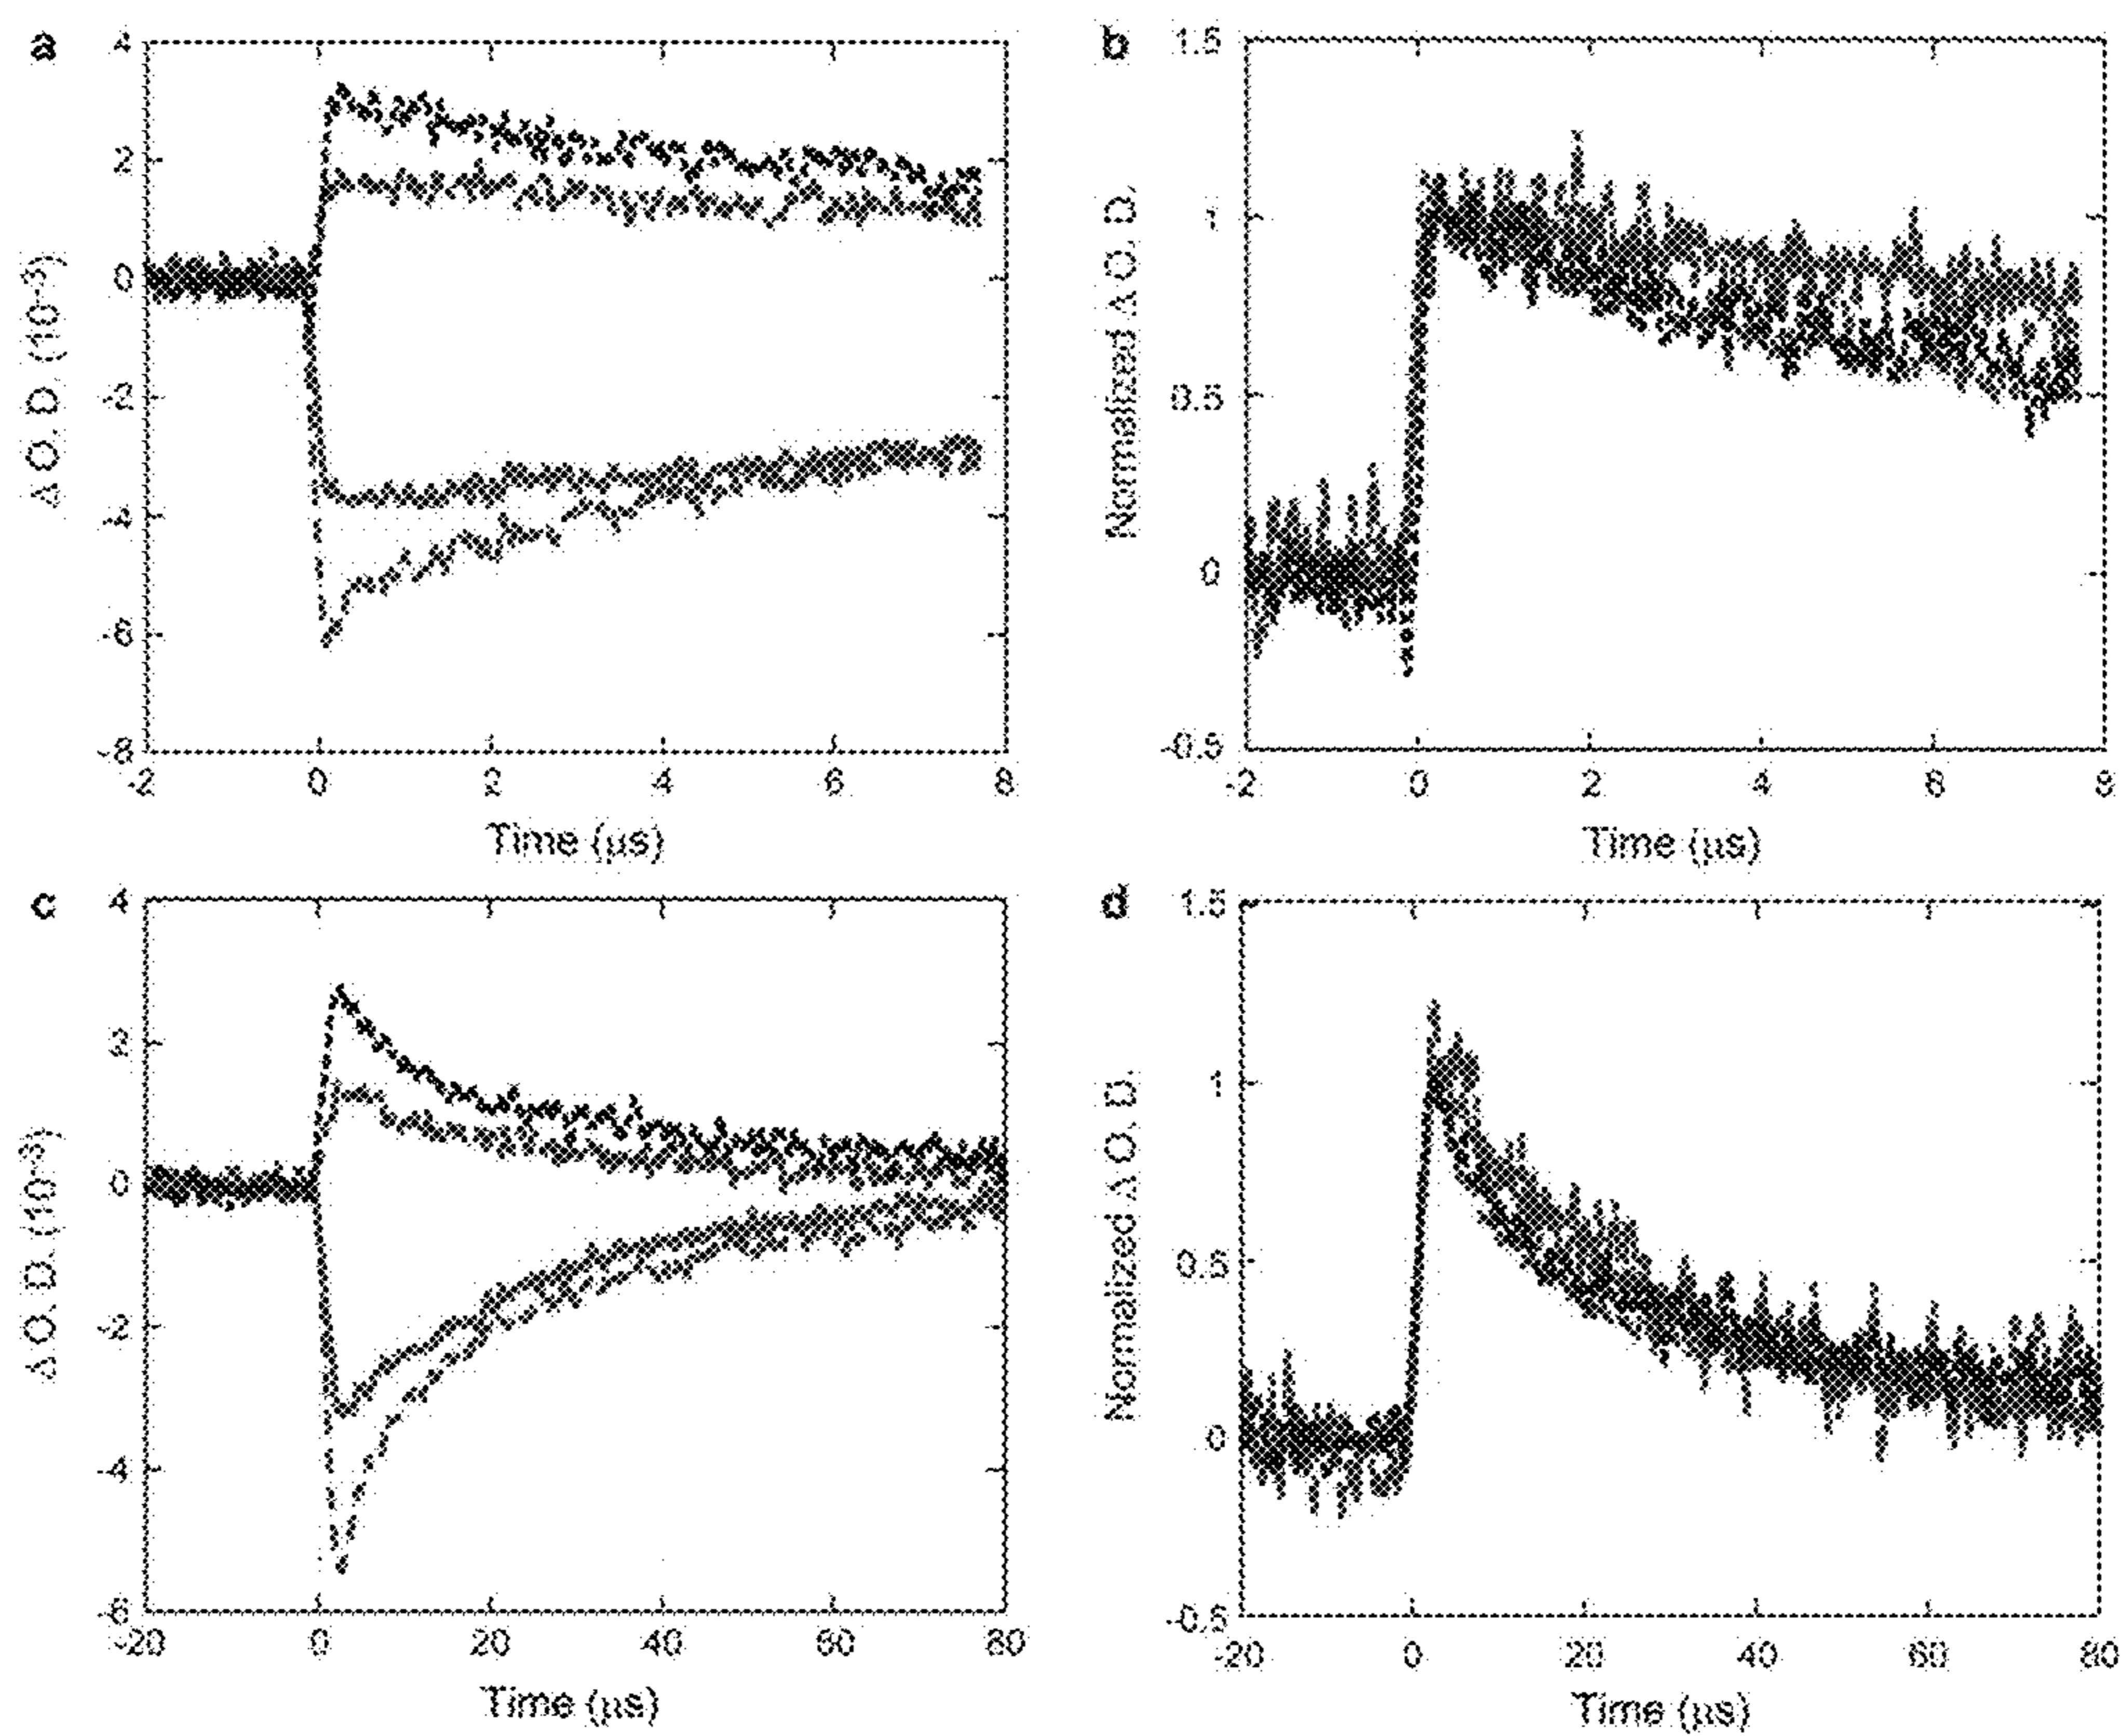 a
4
2
0
-2
-4
-6
-8
Δ O. D. (10⁻³)
-2 0 2 4 6 8
Time (μs)
b
1.5
1
0.5
0
-0.5
Normalized Δ O. D.
-2 0 2 4 6 8
Time (μs)
c
4
2
0
-2
-4
-6
Δ O. D. (10⁻³)
-20 0 20 40 60 80
Time (μs)
d
1.5
1
0.5
0
-0.5
Normalized Δ O. D.
-20 0 20 40 60 80
Time (μs)